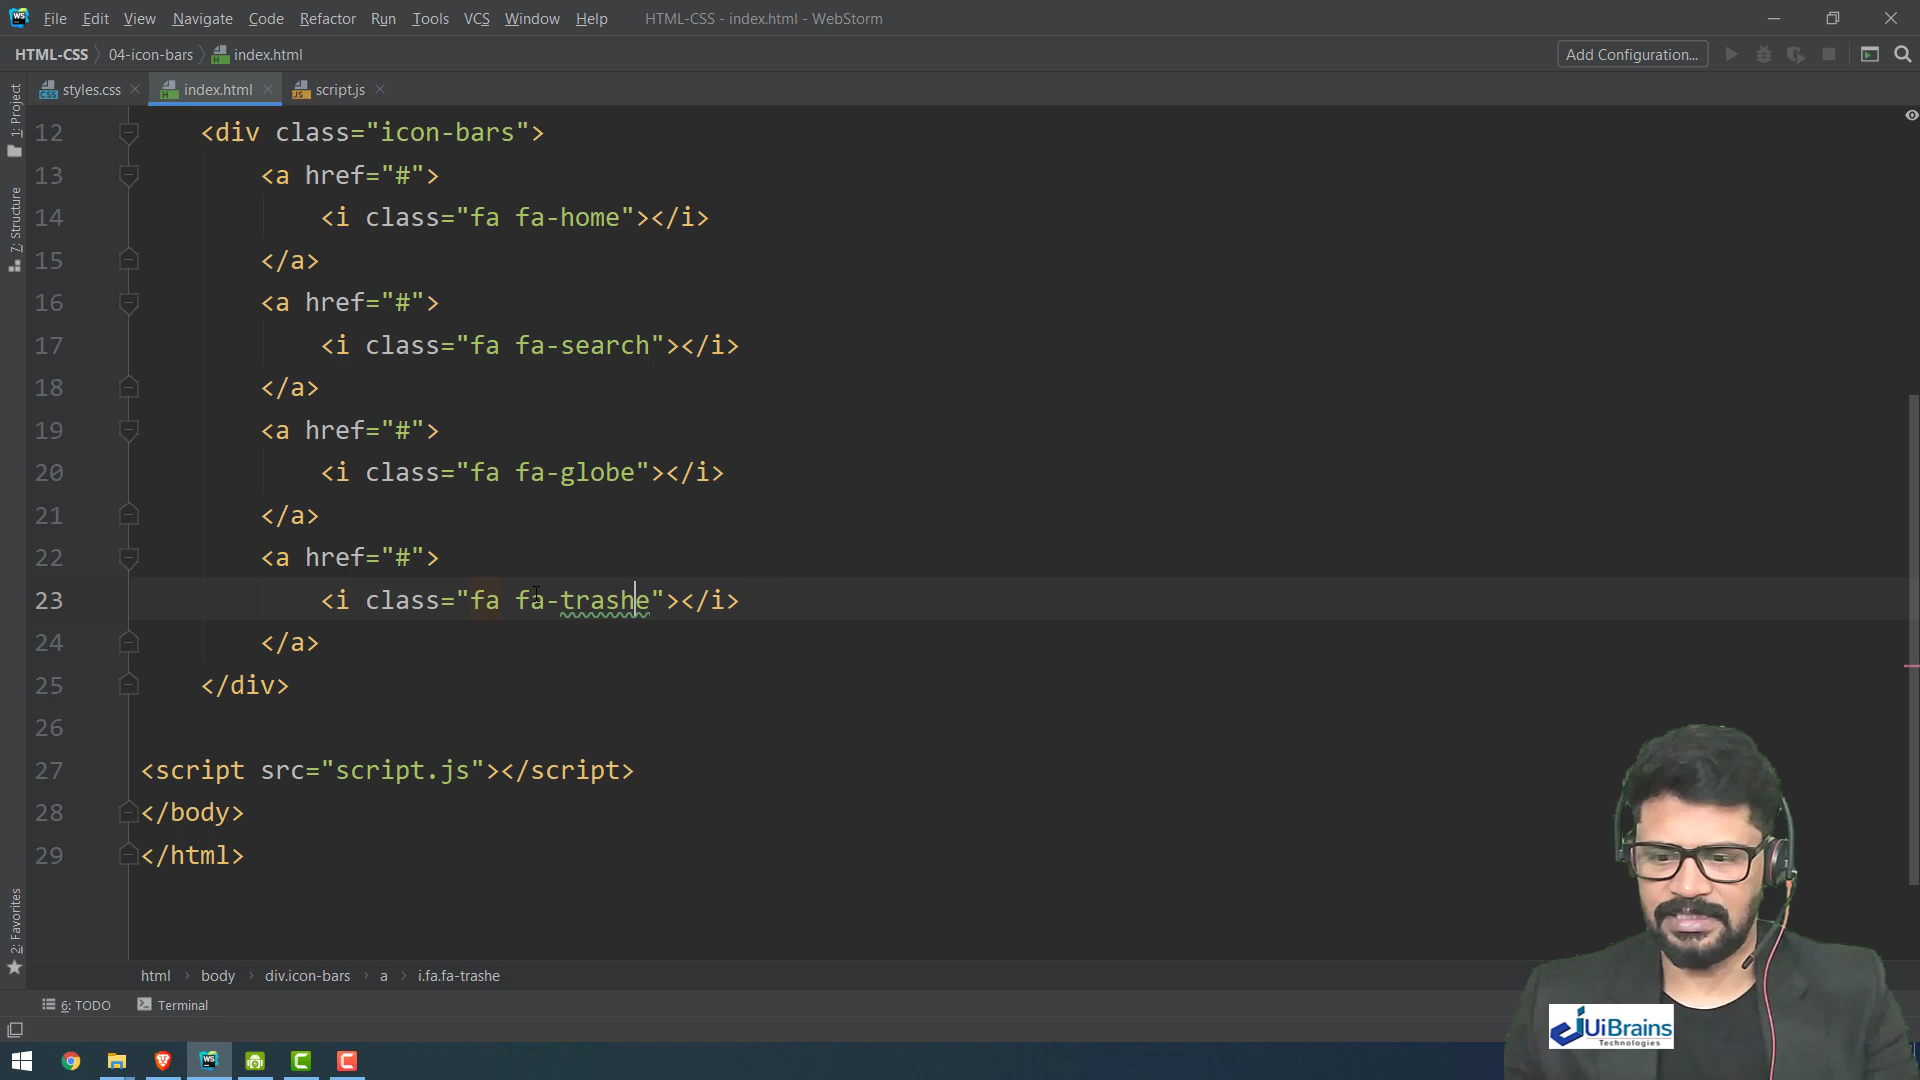 File Edit View Navigate Code Refactor Run Tools VCS Window Help HTML-CSS - index.html - WebStorm
HTML-CSS 04-icon-bars index.html Add Configuration...
styles.css index.html script.js
1: Project
7: Structure
2: Favorites
12 <div class="icon-bars">
13 <a href="#">
14 <i class="fa fa-home"></i>
15 </a>
16 <a href="#">
17 <i class="fa fa-search"></i>
18 </a>
19 <a href="#">
20 <i class="fa fa-globe"></i>
21 </a>
22 <a href="#">
23 <i class="fa fa-trashe"></i>
24 </a>
25 </div>
26
27 <script src="script.js"></script>
28 </body>
29 </html>
html body div.icon-bars a i.fa.fa-trashe
6: TODO Terminal
UiBrains
Technologies